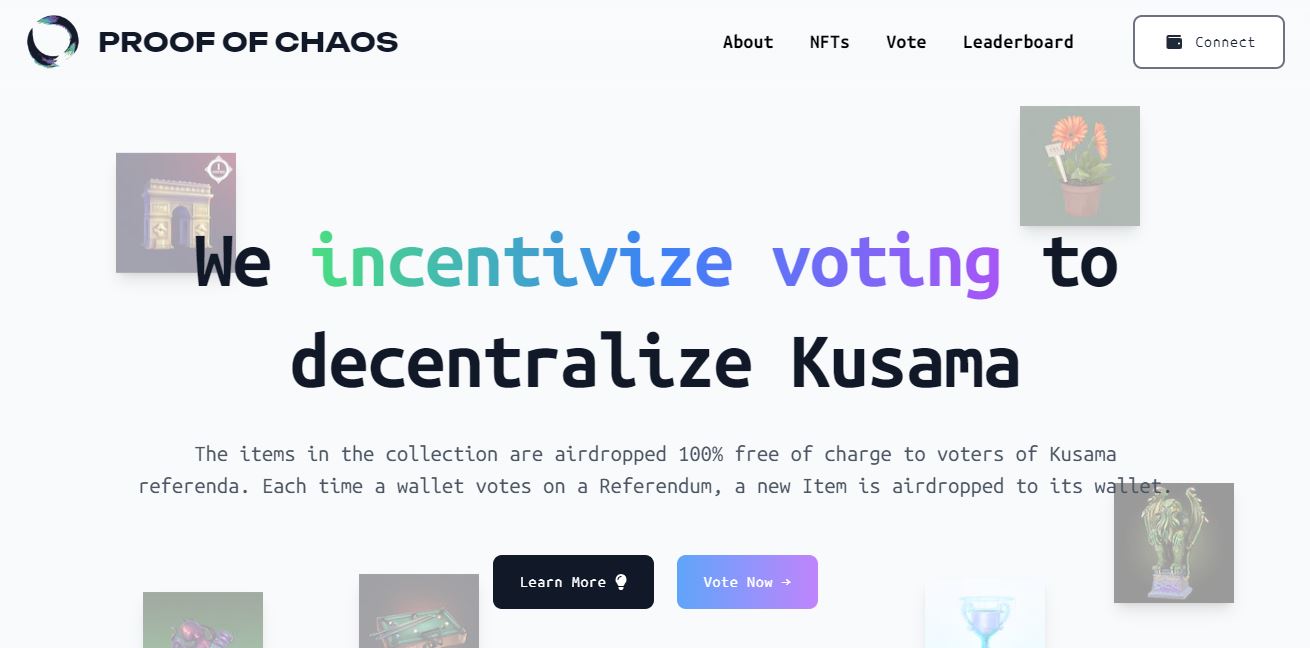 PROOF OF CHAOS
About NFTs Vote Leaderboard Connect
We incentivize voting to
decentralize Kusama
The items in the collection are airdropped 100% free of charge to voters of Kusama
referenda. Each time a wallet votes on a Referendum, a new Item is airdropped to its wallet.
Learn More Vote Now →